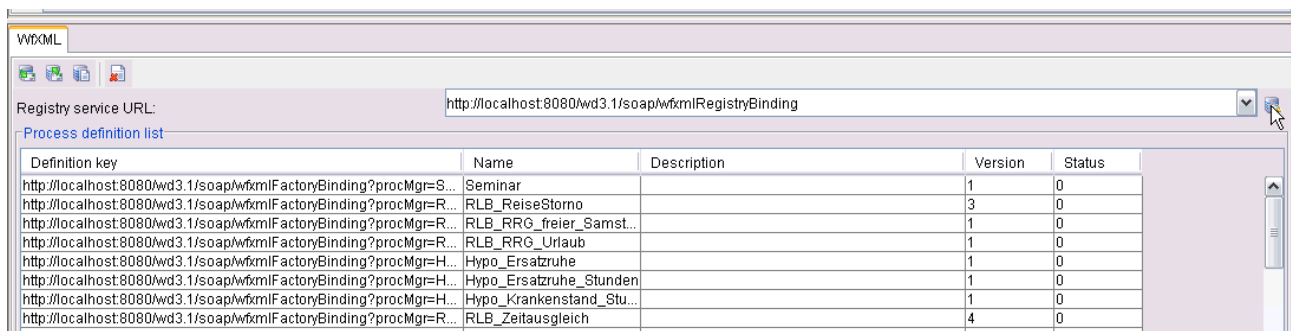 WfXML
Registry service URL: http://localhost:8080/wd3.1/soap/wfxmlRegistryBinding
Process definition list
Definition key Name Description Version Status
http://localhost:8080/wd3.1/soap/wfxmlFactoryBinding?procMgr=S... Seminar 1 0
http://localhost:8080/wd3.1/soap/wfxmlFactoryBinding?procMgr=R... RLB_ReiseStorno 3 0
http://localhost:8080/wd3.1/soap/wfxmlFactoryBinding?procMgr=R... RLB_RRG_freier_Samst... 1 0
http://localhost:8080/wd3.1/soap/wfxmlFactoryBinding?procMgr=R... RLB_RRG_Urlaub 1 0
http://localhost:8080/wd3.1/soap/wfxmlFactoryBinding?procMgr=H... Hypo_Ersatzruhe 1 0
http://localhost:8080/wd3.1/soap/wfxmlFactoryBinding?procMgr=H... Hypo_Ersatzruhe_Stunden 1 0
http://localhost:8080/wd3.1/soap/wfxmlFactoryBinding?procMgr=H... Hypo_Krankenstand_Stu... 1 0
http://localhost:8080/wd3.1/soap/wfxmlFactoryBinding?procMgr=R... RLB_Zeitausgleich 4 0